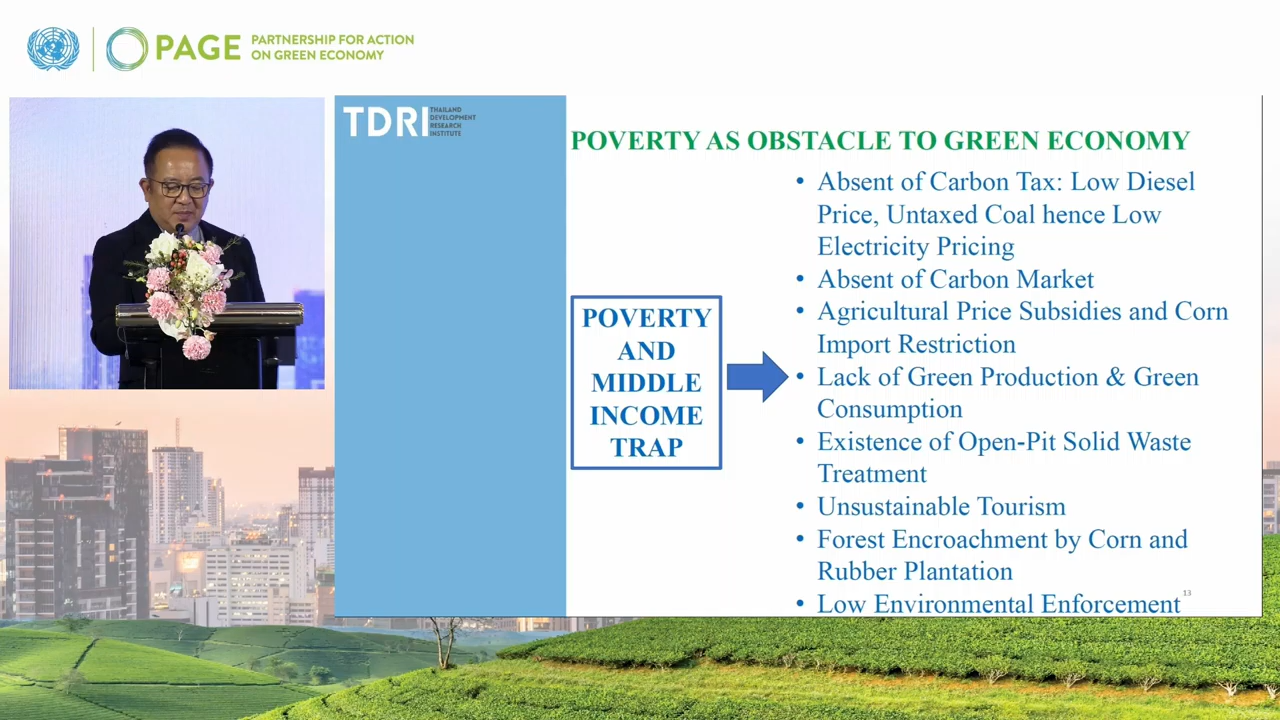 PAGE
PARTNERSHIP FOR ACTION
ON GREEN ECONOMY
TDRI
THAILAND
DEVELOPMENT
RESEARCH
INSTITUTE
POVERTY AS OBSTACLE TO GREEN ECONOMY
POVERTY
AND
MIDDLE
INCOME
TRAP
• Absent of Carbon Tax: Low Diesel
Price, Untaxed Coal hence Low
Electricity Pricing
• Absent of Carbon Market
• Agricultural Price Subsidies and Corn
Import Restriction
• Lack of Green Production & Green
Consumption
• Existence of Open-Pit Solid Waste
Treatment
• Unsustainable Tourism
• Forest Encroachment by Corn and
Rubber Plantation
• Low Environmental Enforcement
13